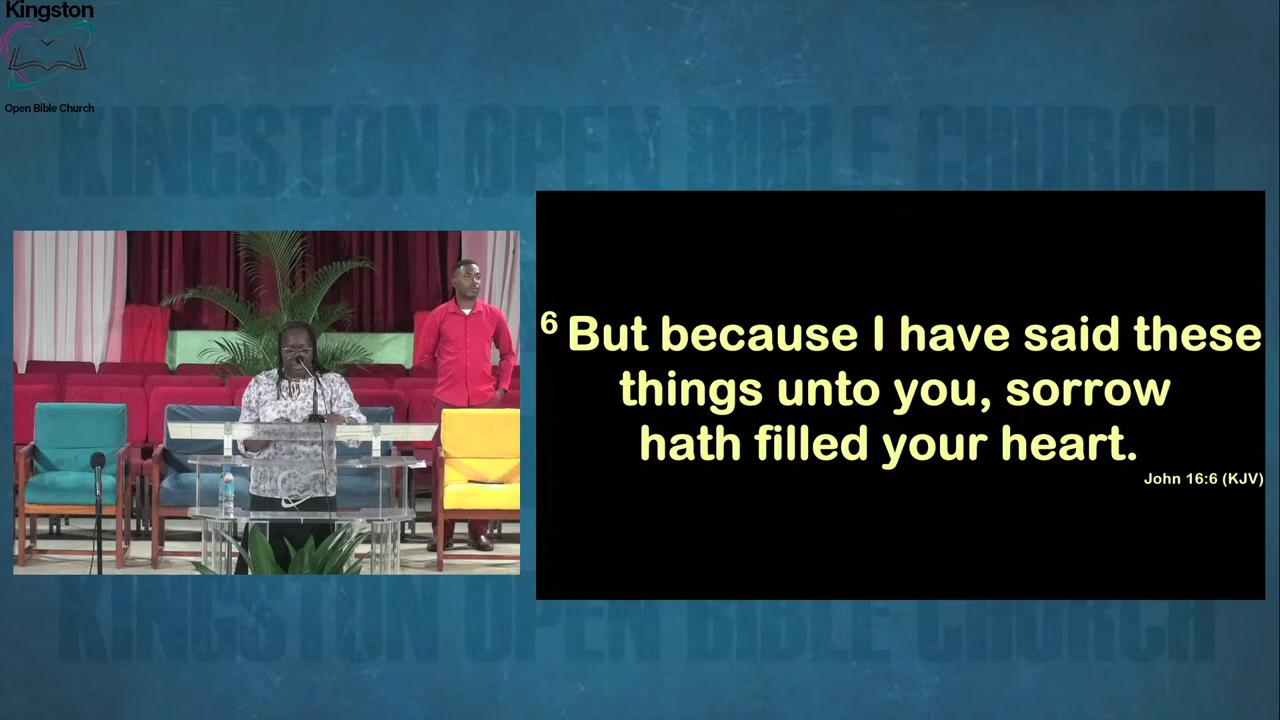 Kingston
Open Bible Church
KINGSTON OPEN BIBLE CHURCH
6 But because I have said these
things unto you, sorrow
hath filled your heart.
John 16:6 (KJV)
KINGSTON OPEN BIBLE CHURCH